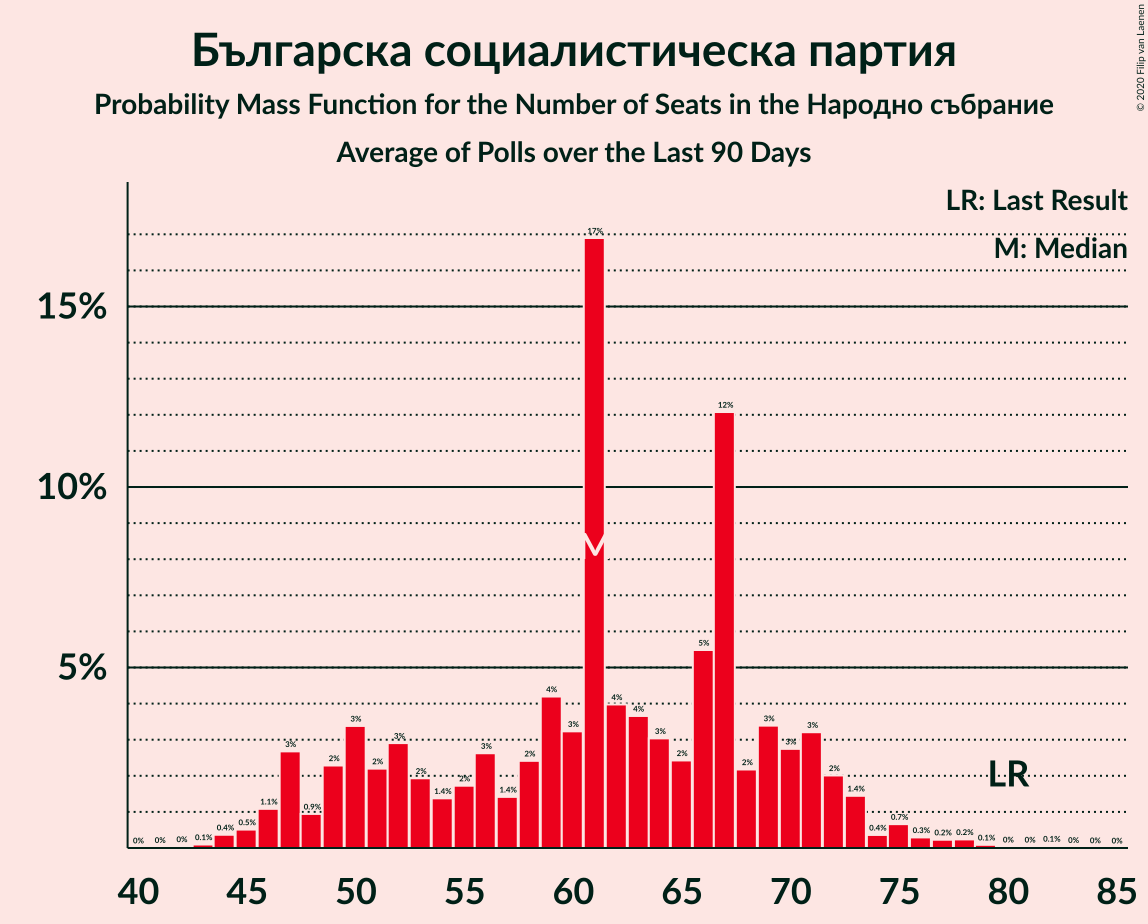 Българска социалистическа партия
Probability Mass Function for the Number of Seats in the Народно събрание
Average of Polls over the Last 90 Days
© 2020 Filip van Laenen
LR: Last Result
M: Median
15%
10%
5%
0% 0% 0% 0.1% 0.4% 0.5% 1.1% 3% 0.9% 2% 3% 2% 3% 2% 1.4% 2% 3% 1.4% 2% 4% 3% 17% 4% 4% 3% 2% 5% 12% 2% 3% 3% 3% 2% 1.4% 0.4% 0.7% 0.3% 0.2% 0.2% 0.1% 0% 0% 0.1% 0% 0% 0%
M
LR
40 45 50 55 60 65 70 75 80 85